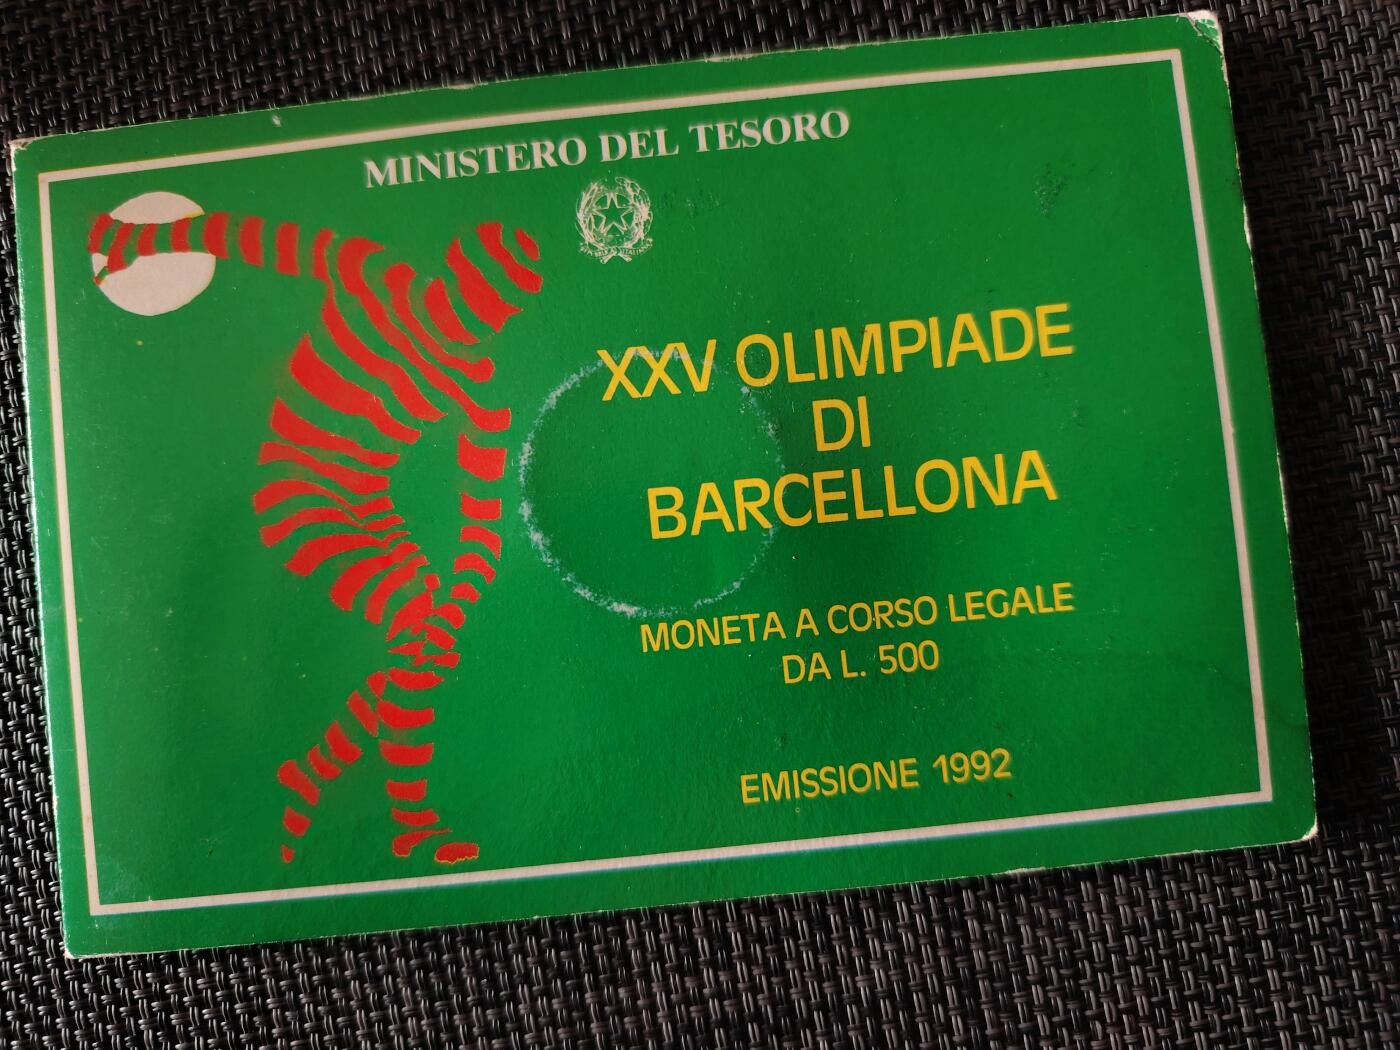 MINISTERO DEL TESORO
XXV OLIMPIADE
DI
BARCELLONA
MONETA A CORSO LEGALE
DA L. 500
EMISSIONE 1992